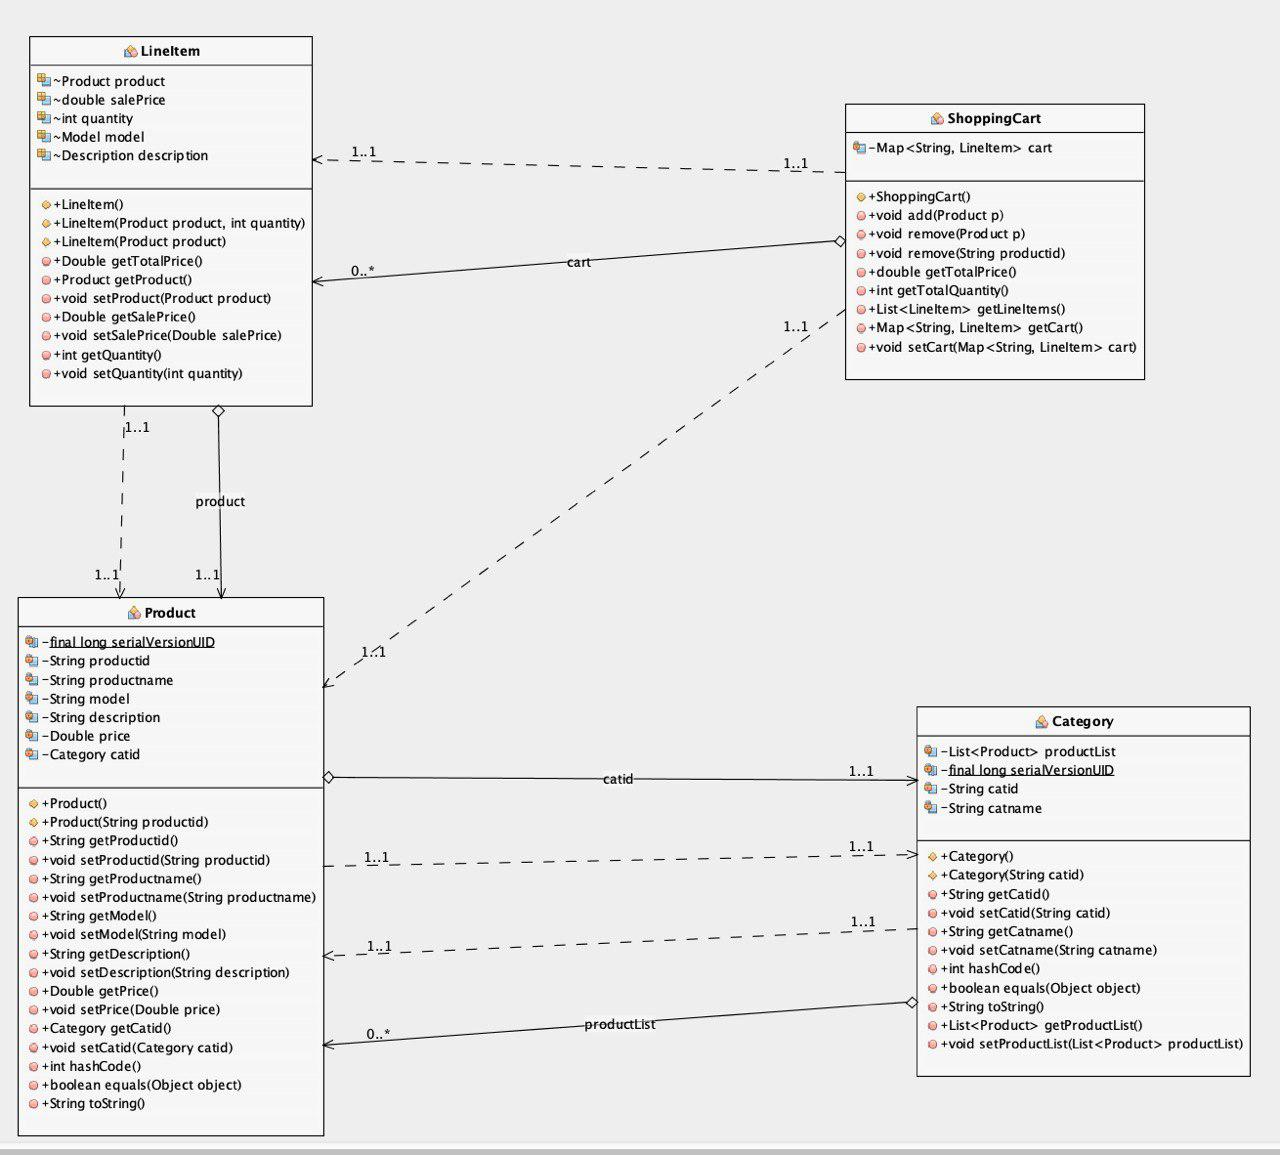 LineItem
~Product product
~double salePrice
~int quantity
~Model model
~Description description
+LineItem()
+LineItem(Product product, int quantity)
+LineItem(Product product)
+Double getTotalPrice()
+Product getProduct()
+void setProduct(Product product)
+Double getSalePrice()
+void setSalePrice(Double salePrice)
+int getQuantity()
+void setQuantity(int quantity)
1..1
1..1
ShoppingCart
-Map<String, LineItem> cart
+ShoppingCart()
+void add(Product p)
+void remove(Product p)
+void remove(String productid)
+double getTotalPrice()
+int getTotalQuantity()
+List<LineItem> getLineItems()
+Map<String, LineItem> getCart()
+void setCart(Map<String, LineItem> cart)
cart
0..*
1..1
1..1
1..1
product
1..1
1..1
Product
-final long serialVersionUID
-String productid
-String productname
-String model
-String description
-Double price
-Category catid
+Product()
+Product(String productid)
+String getProductid()
+void setProductid(String productid)
+String getProductname()
+void setProductname(String productname)
+String getModel()
+void setModel(String model)
+String getDescription()
+void setDescription(String description)
+Double getPrice()
+void setPrice(Double price)
+Category getCatid()
+void setCatid(Category catid)
+int hashCode()
+boolean equals(Object object)
+String toString()
catid
1..1
1..1
1..1
1..1
1..1
productList
0..*
Category
-List<Product> productList
-final long serialVersionUID
-String catid
-String catname
+Category()
+Category(String catid)
+String getCatid()
+void setCatid(String catid)
+String getCatname()
+void setCatname(String catname)
+int hashCode()
+boolean equals(Object object)
+String toString()
+List<Product> getProductList()
+void setProductList(List<Product> productList)